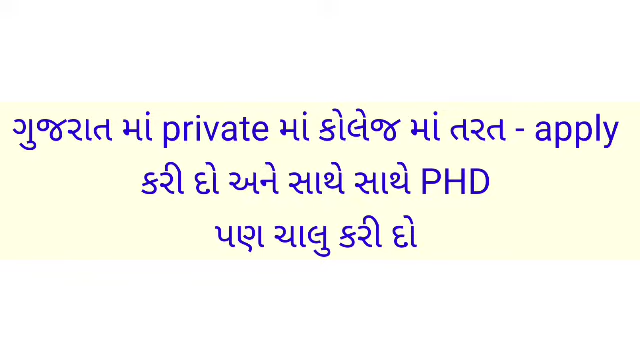 ગુજરાત માં private માં કોલેજ માં તરત - apply
કરી દો અને સાથે સાથે PHD
પણ ચાલુ કરી દો